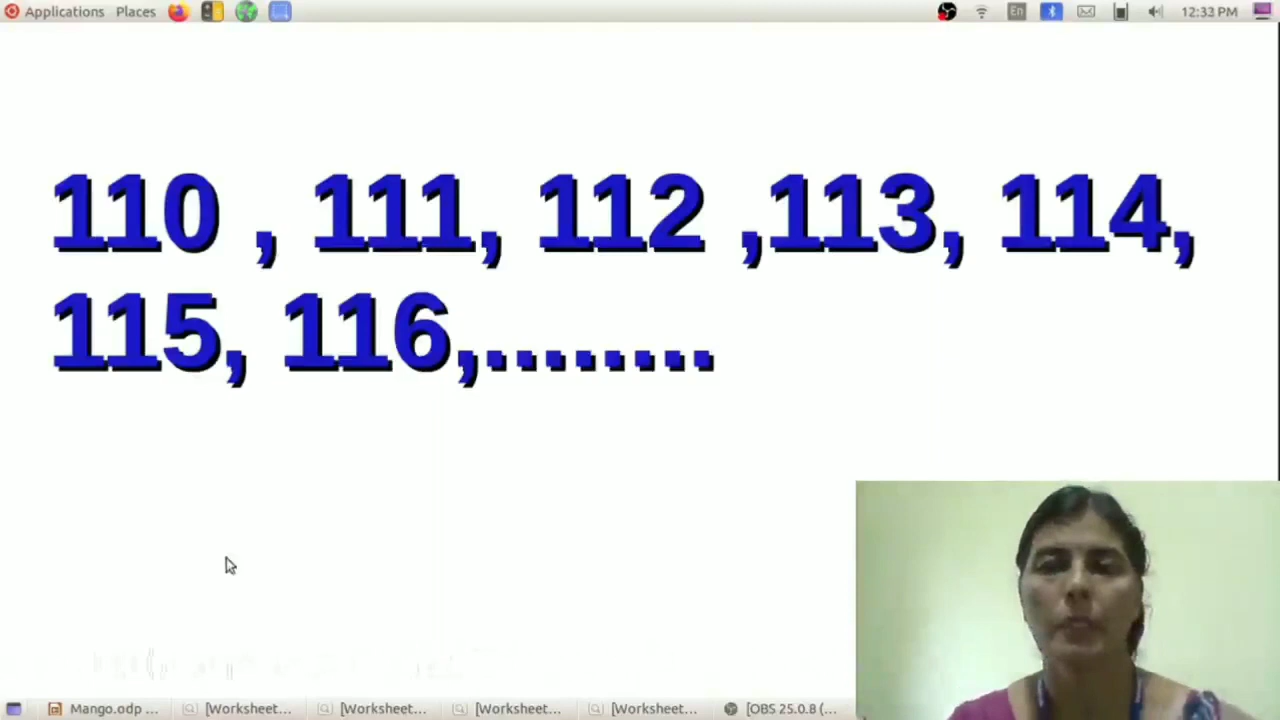 Applications Places En 12:33 PM
110 , 111, 112 ,113, 114,
115, 116,........
Mango.odp ... [Worksheet... [Worksheet... [Worksheet... [Worksheet... [OBS 25.0.8 (...